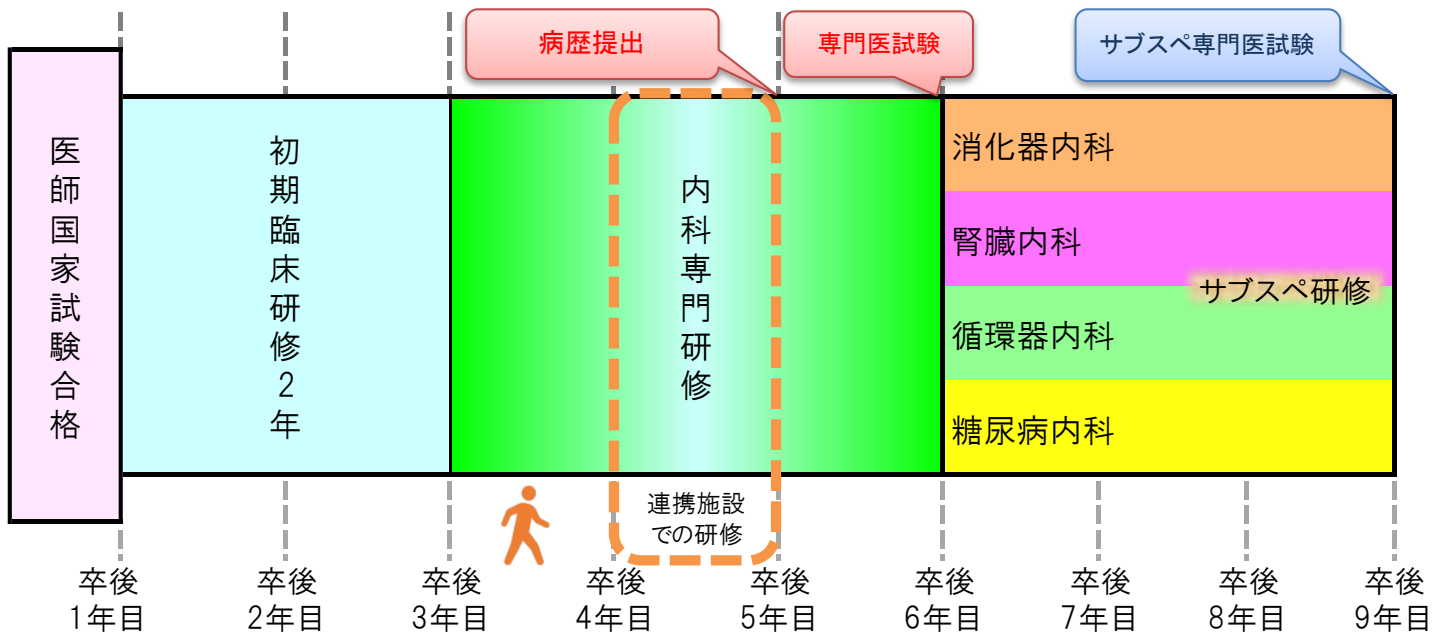 病歴提出
専門医試験
サブスペ専門医試験
医師国家試験合格
初期臨床研修2年
内科専門研修
消化器内科
腎臓内科
サブスペ研修
循環器内科
糖尿病内科
連携施設
での研修
卒後
1年目
卒後
2年目
卒後
3年目
卒後
4年目
卒後
5年目
卒後
6年目
卒後
7年目
卒後
8年目
卒後
9年目